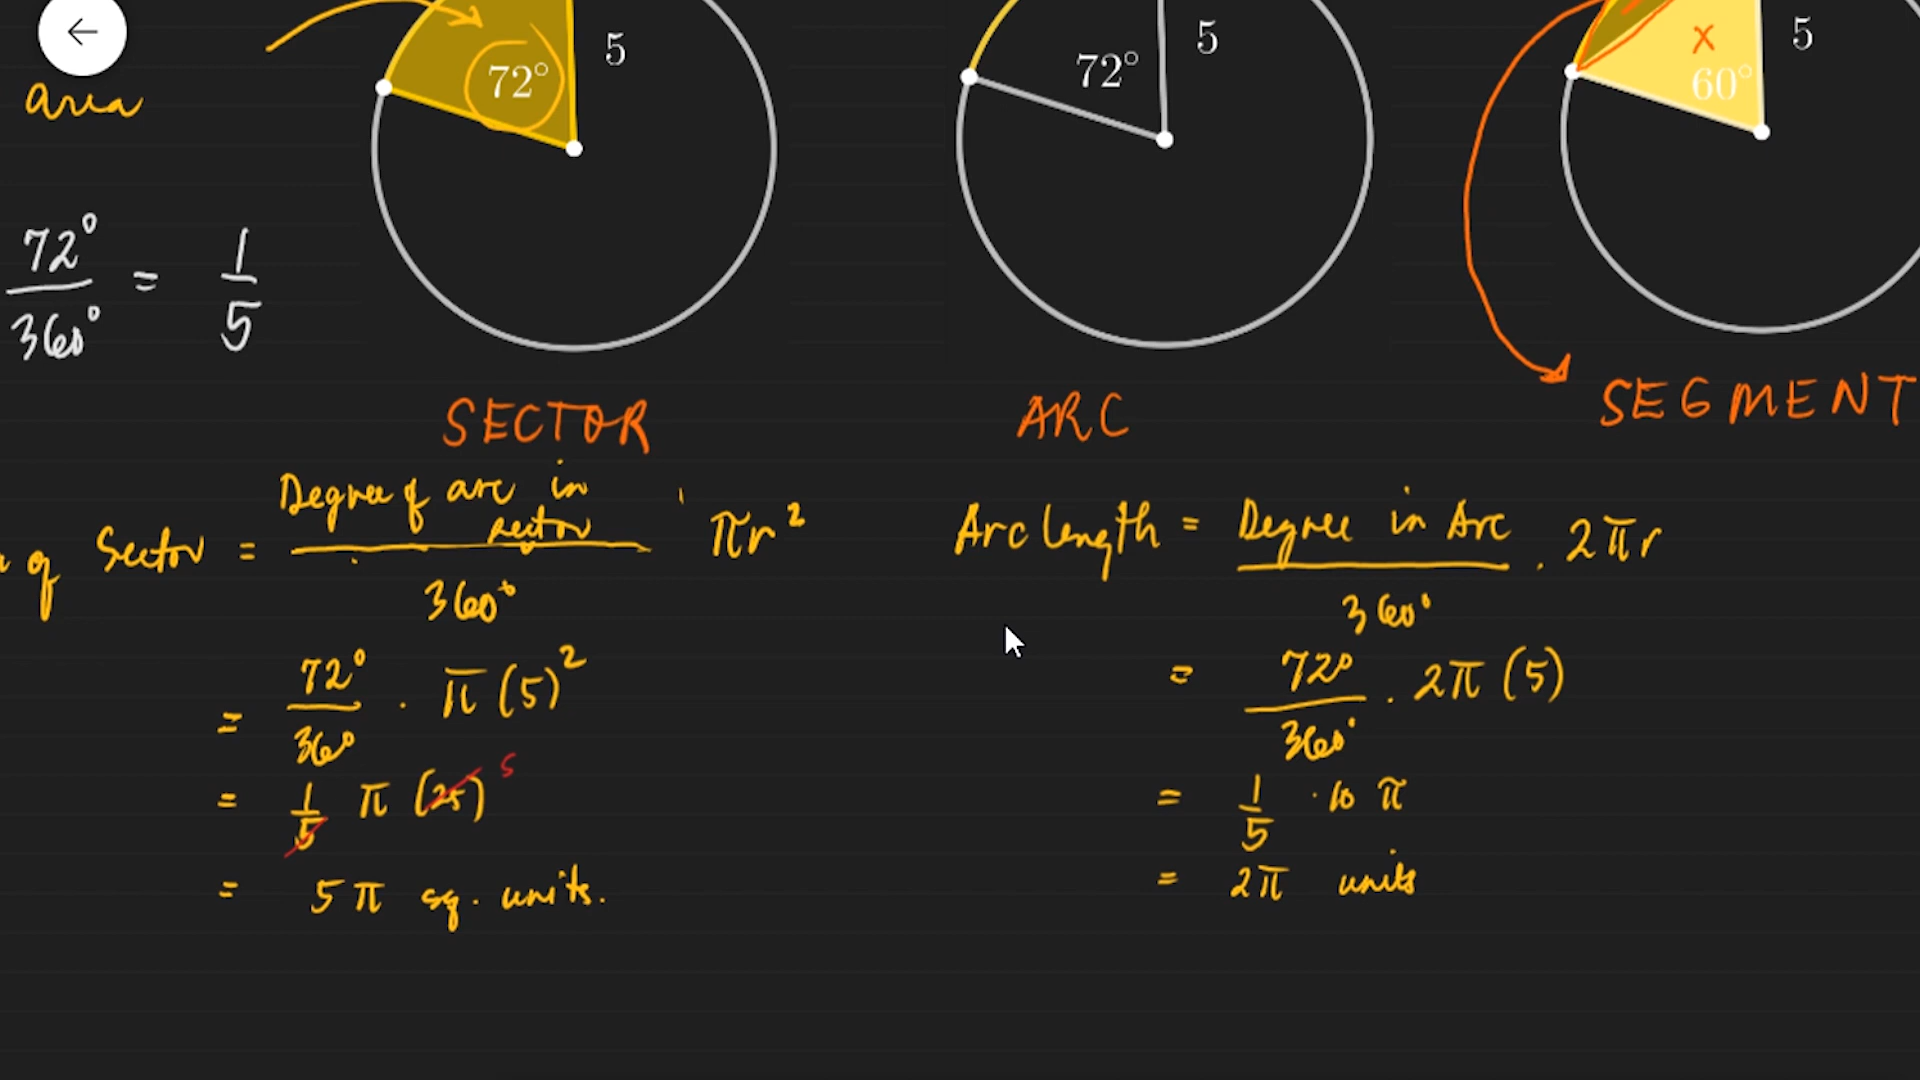 area
72°
5
72°
5
x
60°
5
72° / 360° = 1 / 5
SECTOR
ARC
SEGMENT
of Sector = Degree of arc in sector / 360° · πr²
= 72° / 360° · π(5)²
= 1/5 π (25) 5
= 5π sq. units.
Arc length = Degree in Arc / 360° . 2πr
= 72° / 360° . 2π(5)
= 1/5 · 10 π
= 2π units